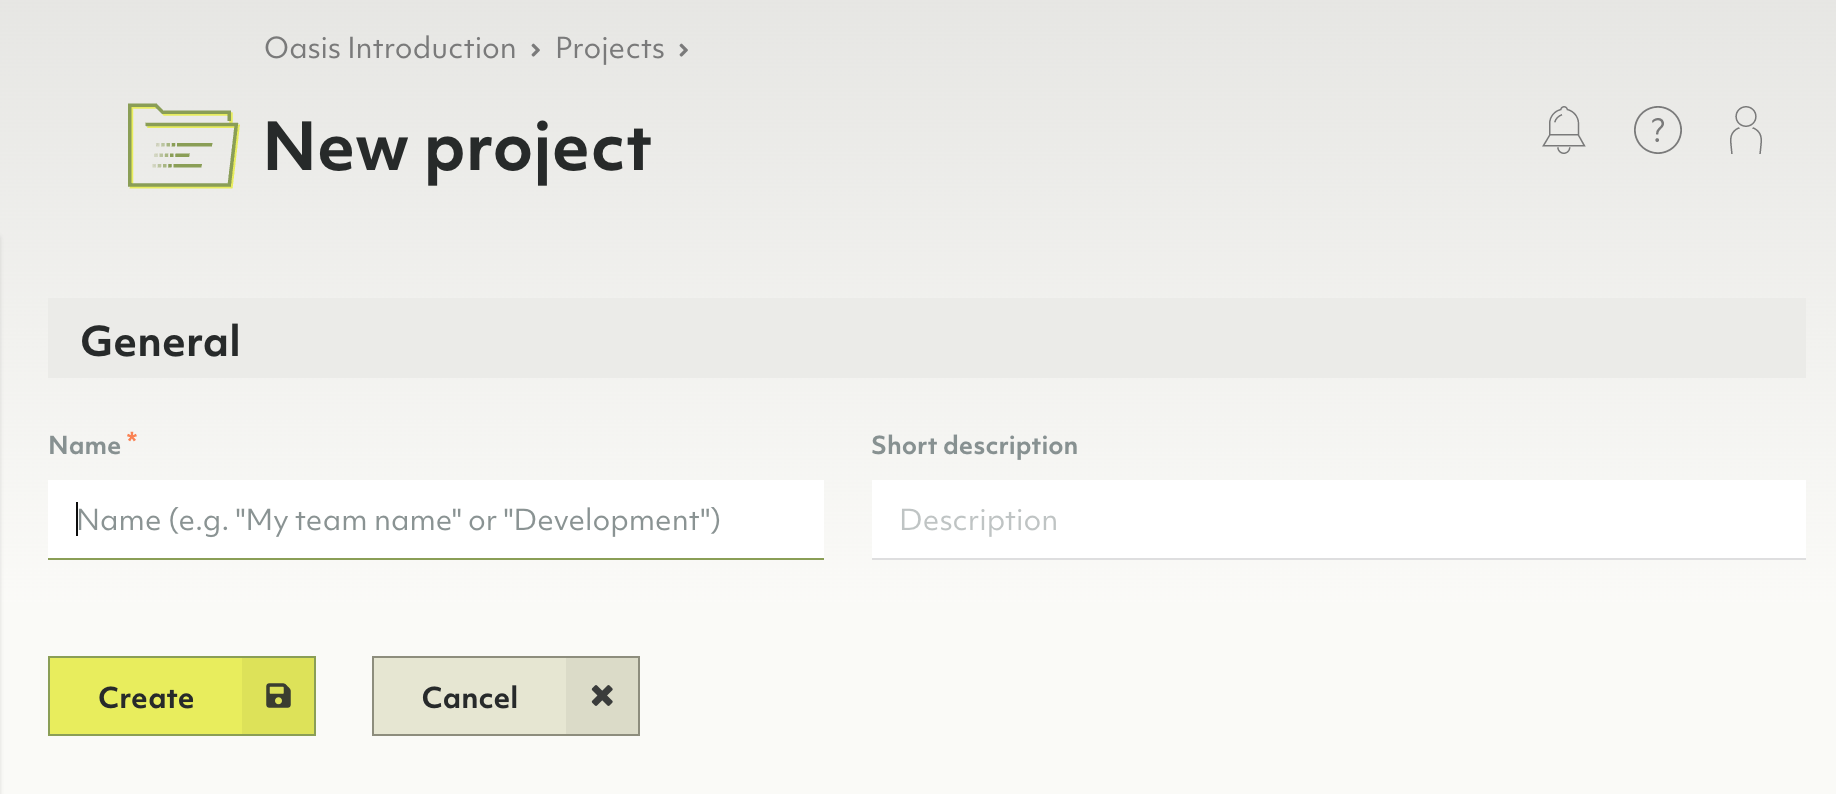 Oasis Introduction › Projects ›
New project
?
General
Name *
Short description
Name (e.g. "My team name" or "Development")
Description
Create
Cancel